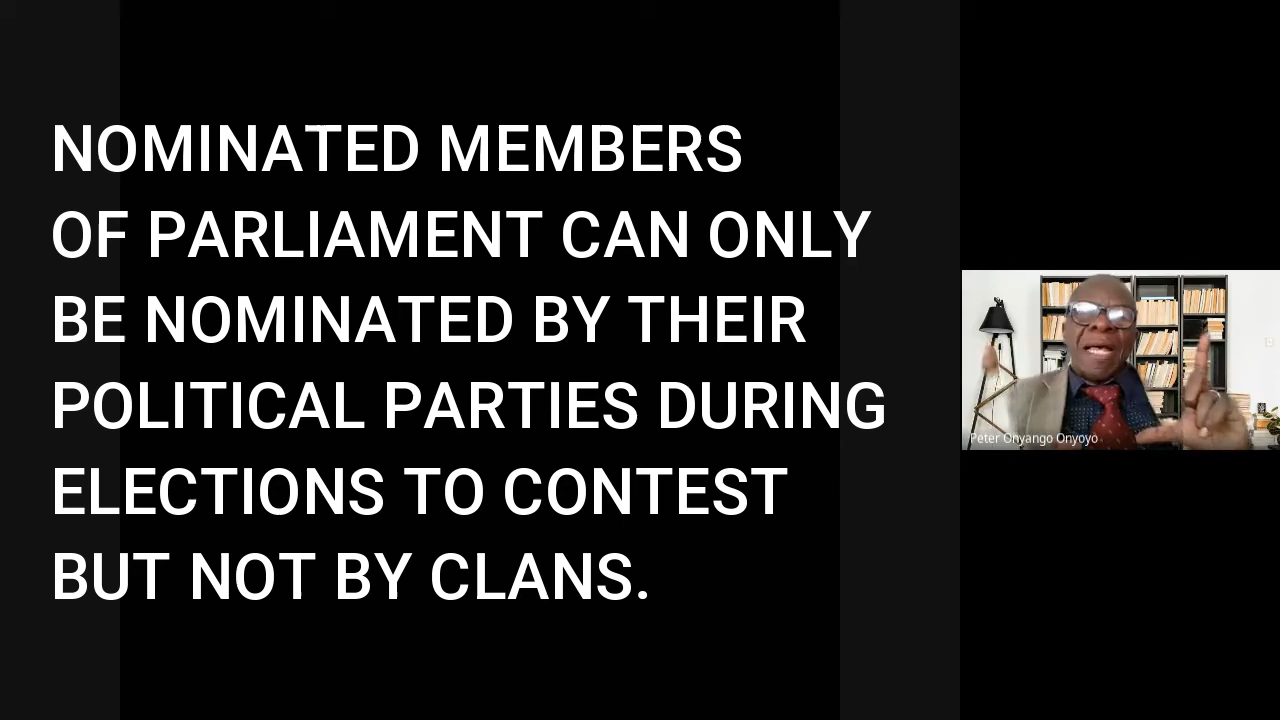 NOMINATED MEMBERS
OF PARLIAMENT CAN ONLY
BE NOMINATED BY THEIR
POLITICAL PARTIES DURING
ELECTIONS TO CONTEST
BUT NOT BY CLANS.
Peter Onyango Onyoyo